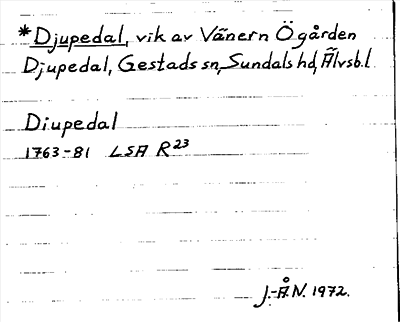 *Djupedal, vik av Vänern Ögården
Djupedal, Gestads sn, Sundals hd, Älvsb.l
Diupedal
1763-81 LSA R23
J.-Å.N. 1972.